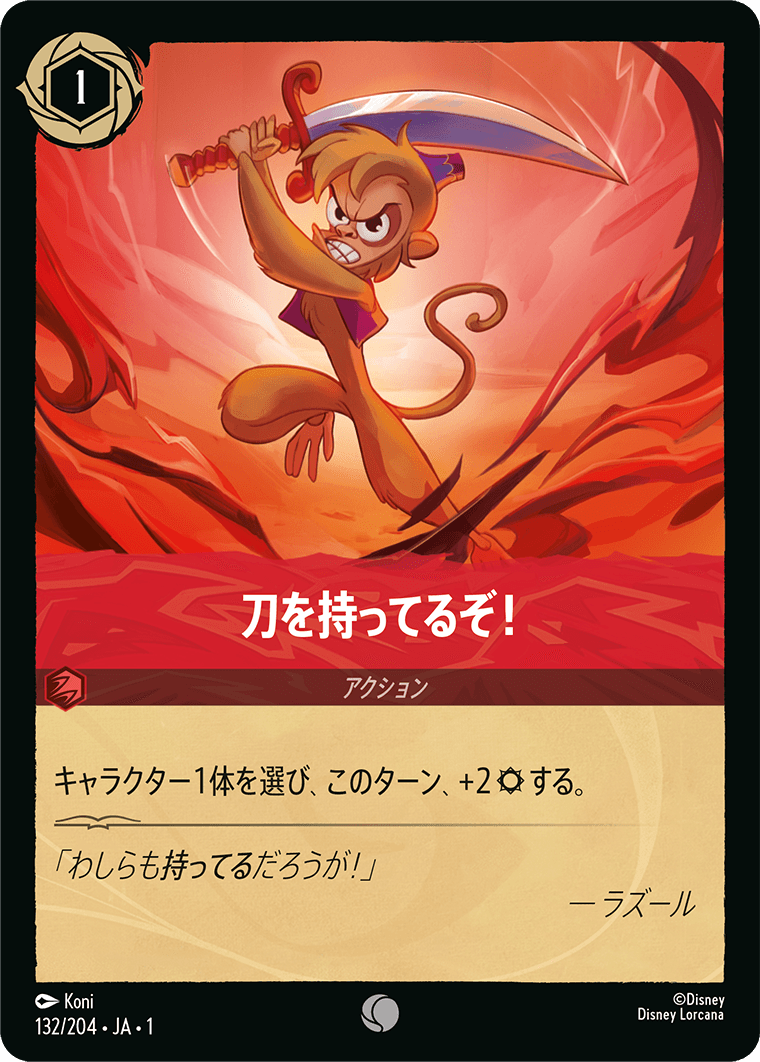 1
刀を持ってるぞ!
アクション
キャラクター1体を選び、このターン、+2 する。
「わしらも持ってるだろうが!」
― ラズール
Koni
132/204・JA・1
©Disney
Disney Lorcana